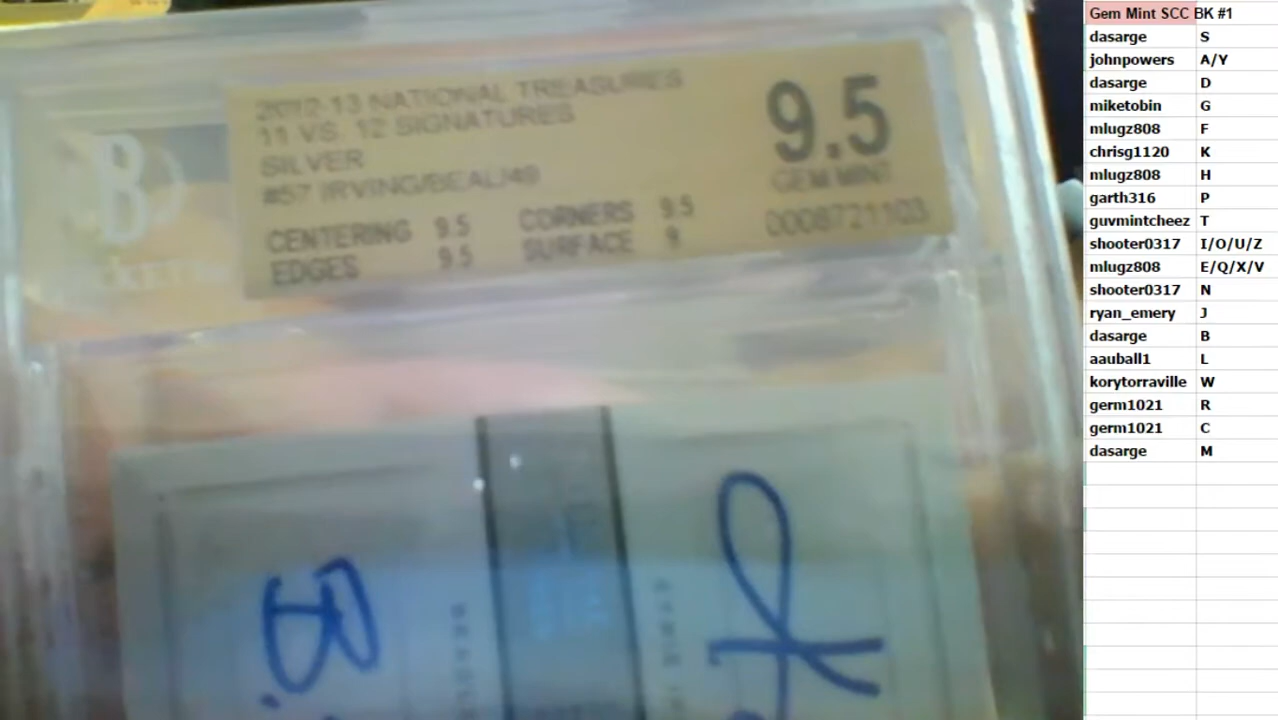 2012-13 NATIONAL TREASURES
11 VS. 12 SIGNATURES
SILVER
#57 IRVING/BEAL/49
CENTERING 9.5 CORNERS 9.5
EDGES 9.5 SURFACE 9
9.5
GEM MINT
0008721103
B
Gem Mint SCC BK #1
dasarge S
johnpowers A/Y
dasarge D
miketobin G
mlugz808 F
chrisg1120 K
mlugz808 H
garth316 P
guvmintcheez T
shooter0317 I/O/U/Z
mlugz808 E/Q/X/V
shooter0317 N
ryan_emery J
dasarge B
aauball1 L
korytorraville W
germ1021 R
germ1021 C
dasarge M